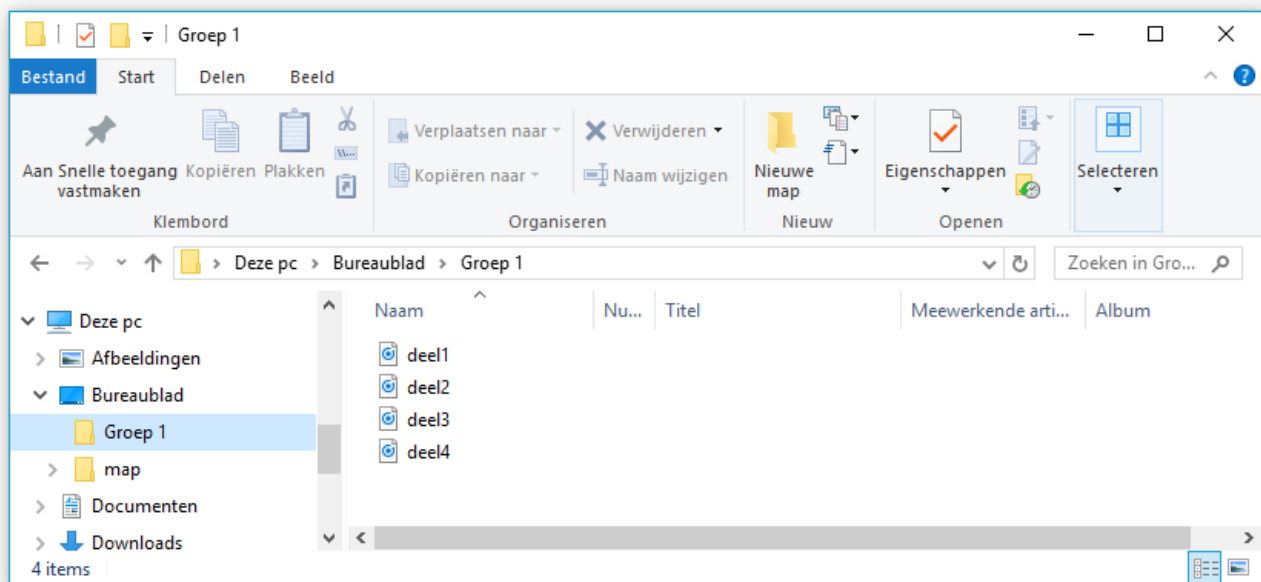 Groep 1
Bestand Start Delen Beeld
Aan Snelle toegang vastmaken
Kopiëren
Plakken
Klembord
Verplaatsen naar
Kopiëren naar
Verwijderen
Naam wijzigen
Organiseren
Nieuwe map
Nieuw
Eigenschappen
Openen
Selecteren
Deze pc > Bureaublad > Groep 1
Zoeken in Gro...
Deze pc
Afbeeldingen
Bureaublad
Groep 1
map
Documenten
Downloads
Naam Nu... Titel Meewerkende arti... Album
deel1
deel2
deel3
deel4
4 items